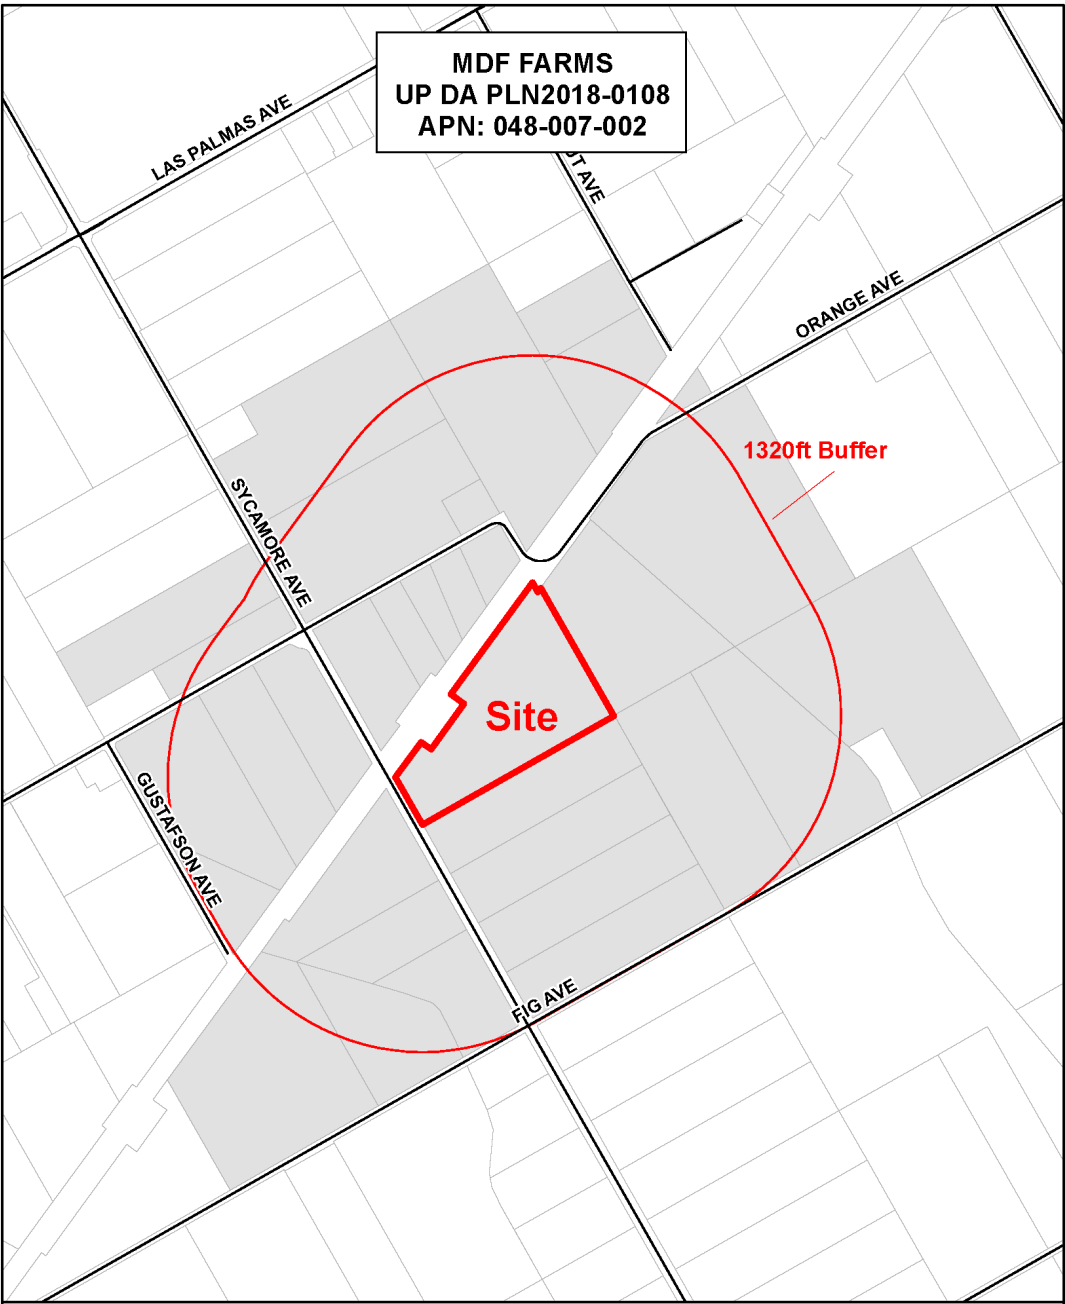 MDF FARMS
UP DA PLN2018-0108
APN: 048-007-002
LAS PALMAS AVE
AVE
ORANGE AVE
1320ft Buffer
SYCAMORE AVE
Site
GUSTAFSON AVE
FIG AVE